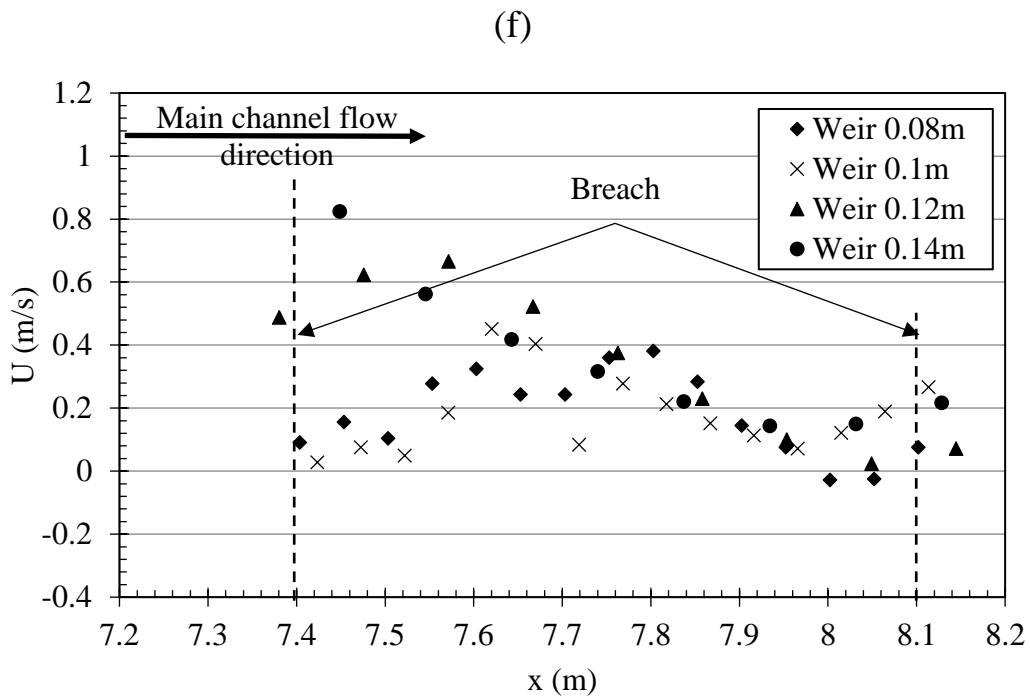 (f)
1.2
1
0.8
0.6
0.4
0.2
0
-0.2
-0.4
U (m/s)
Main channel flow
direction
Breach
Weir 0.08m
Weir 0.1m
Weir 0.12m
Weir 0.14m
7.2 7.3 7.4 7.5 7.6 7.7 7.8 7.9 8 8.1 8.2
x (m)